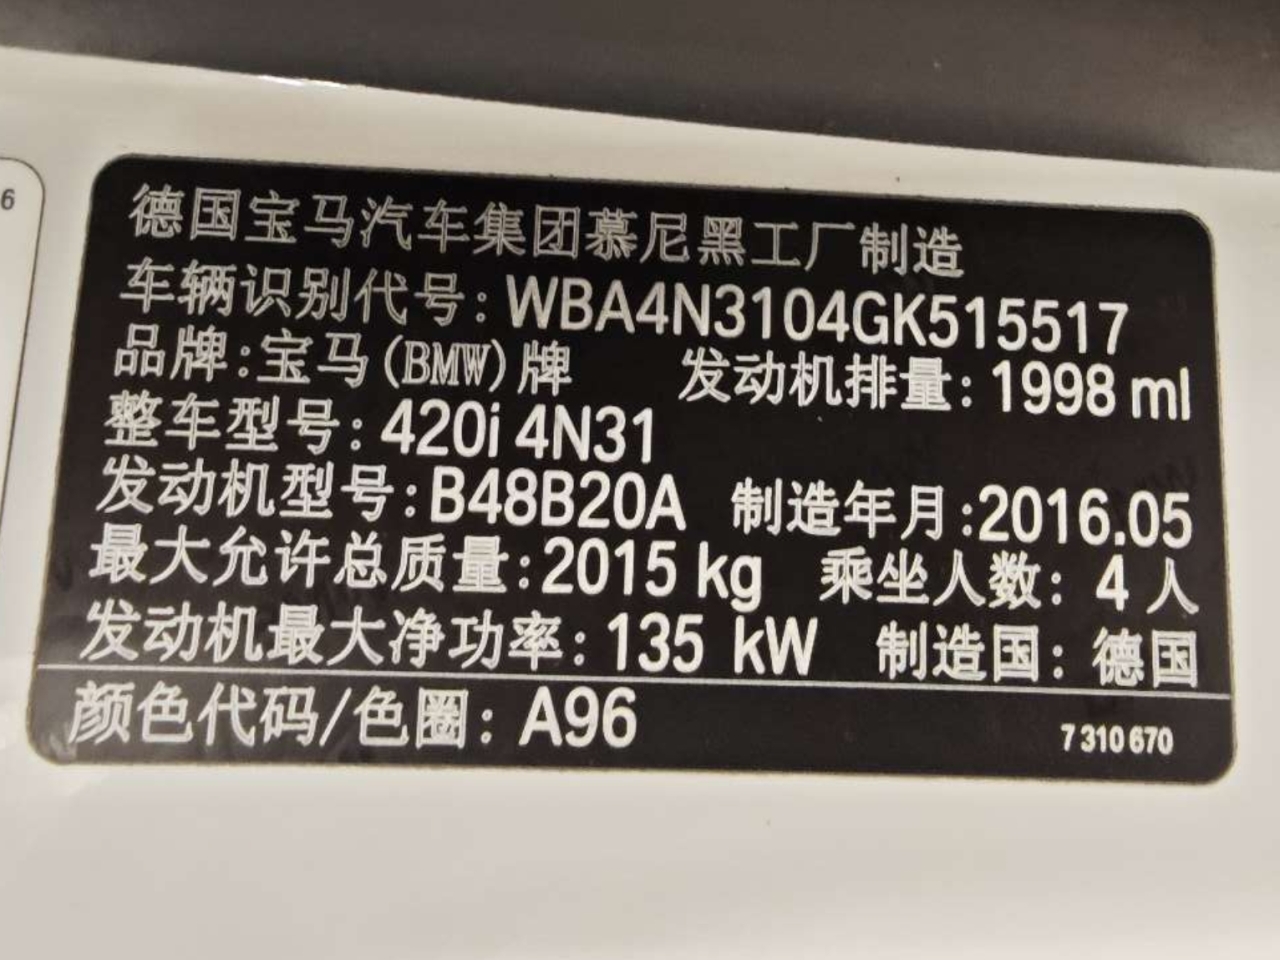 6
德国宝马汽车集团慕尼黑工厂制造
车辆识别代号:WBA4N3104GK515517
品牌:宝马(BMW)牌 发动机排量:1998 ml
整车型号:420i 4N31
发动机型号:B48B20A 制造年月:2016.05
最大允许总质量:2015 kg 乘坐人数:4人
发动机最大净功率:135 kW 制造国:德国
颜色代码/色圈:A96 7 310 670